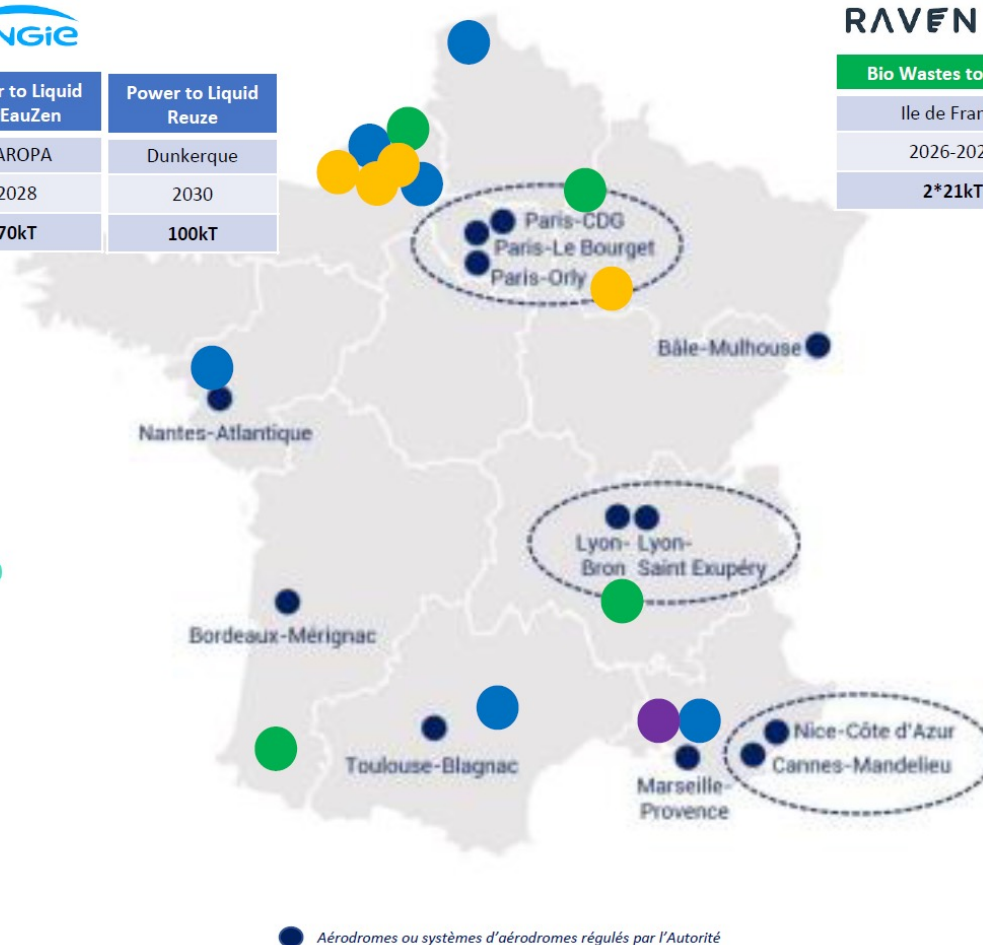 NGiE
RAVEN
r to Liquid
EauZen
AROPA
2028
70kT
Power to Liquid
Reuze
Dunkerque
2030
100kT
Bio Wastes to
Ile de Fran
2026-202
2*21kT
Paris-CDG
Paris-Le Bourget
Paris-Orly
Bâle-Mulhouse
Nantes-Atlantique
Lyon- Lyon-
Bron Saint Exupéry
Bordeaux-Mérignac
Toulouse-Blagnac
Nice-Côte d'Azur
Cannes-Mandelieu
Marseille-
Provence
Aérodromes ou systèmes d'aérodromes régulés par l'Autorité